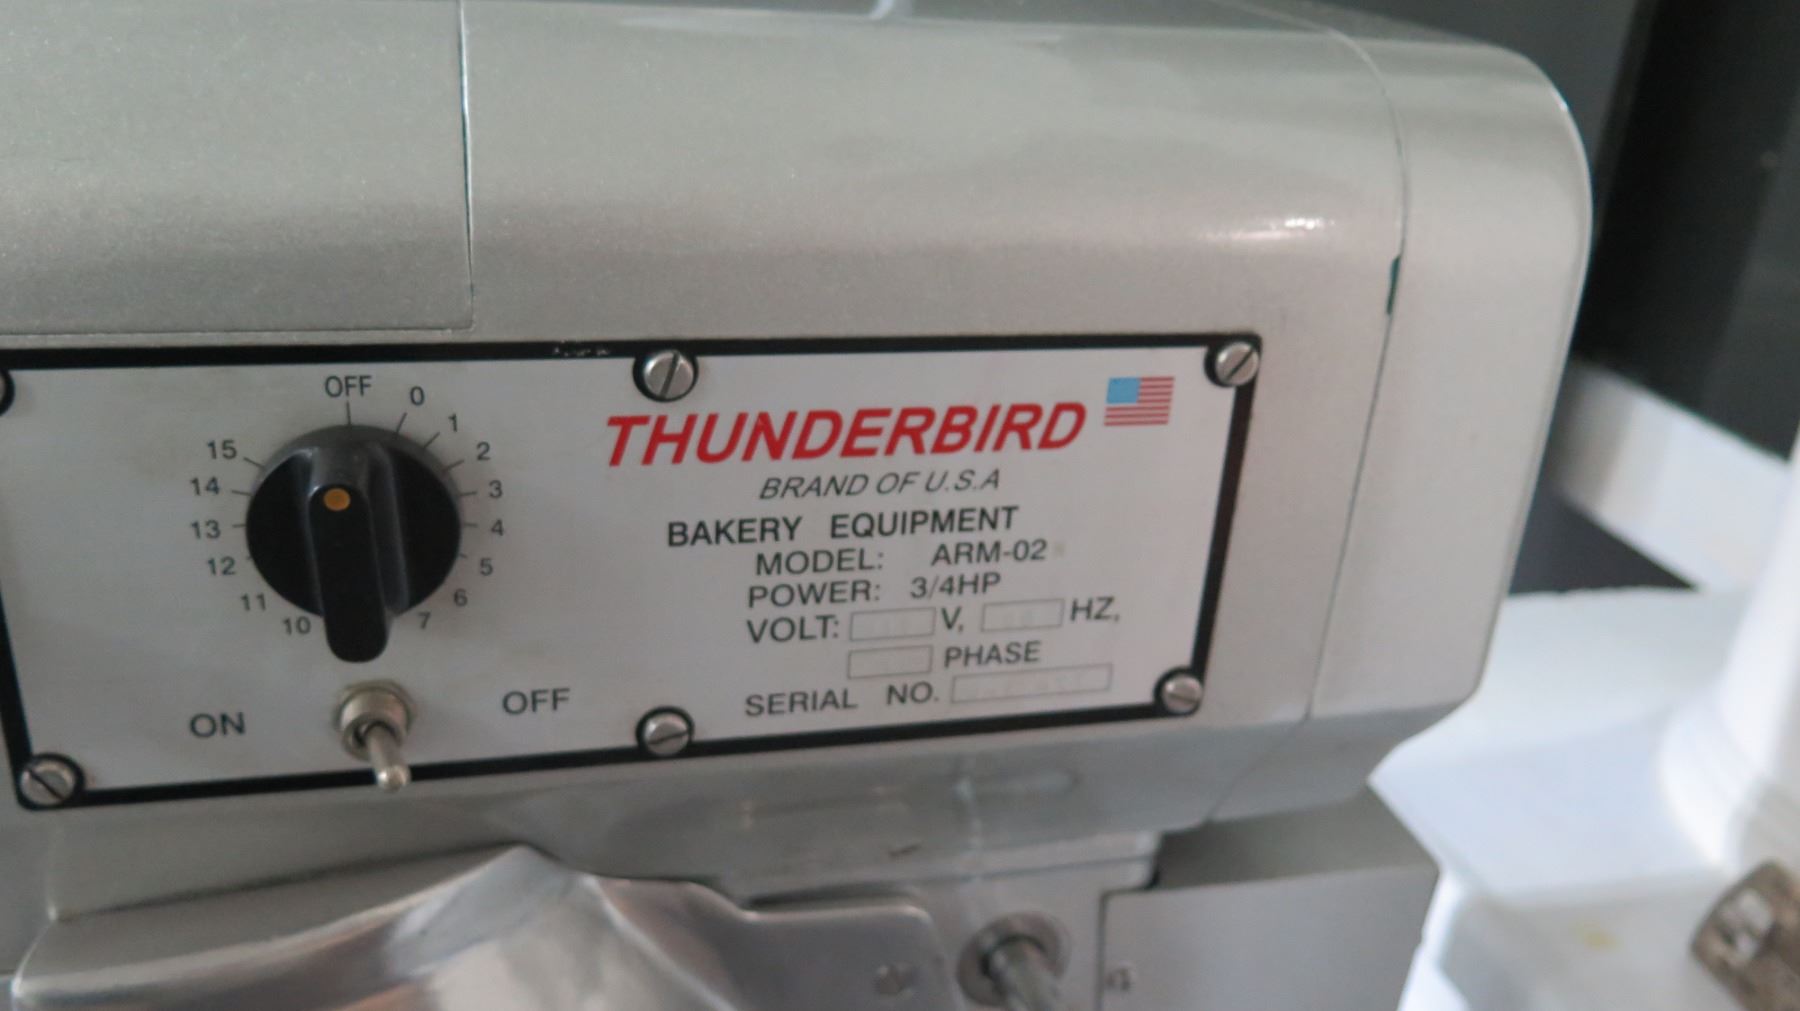 OFF
0
1
2
3
4
5
6
7
10
11
12
13
14
15
ON OFF
THUNDERBIRD
BRAND OF U.S.A
BAKERY EQUIPMENT
MODEL: ARM-02
POWER: 3/4HP
VOLT: V, HZ,
PHASE
SERIAL NO.